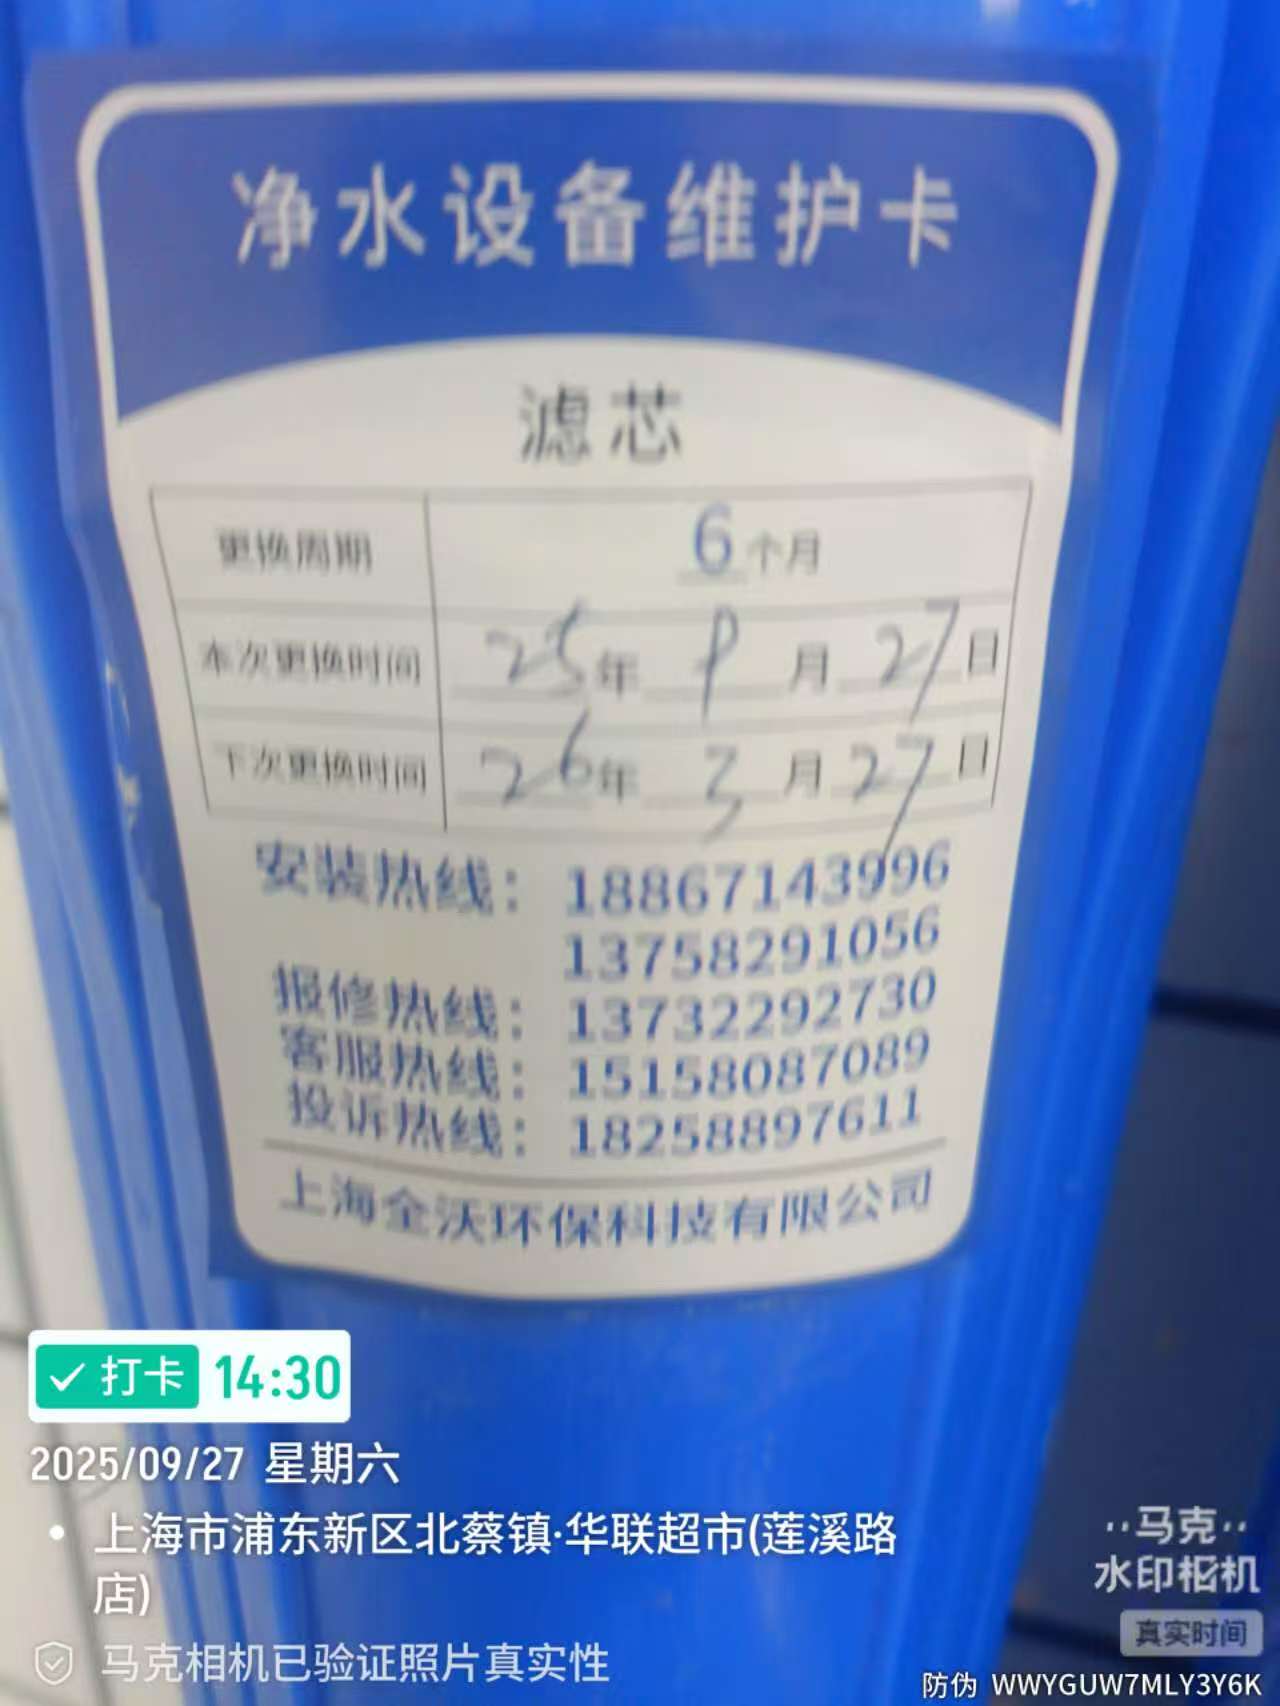 净水设备维护卡
滤芯
更换周期 6个月
本次更换时间 25年 9月 27日
下次更换时间 26年 3月 27日
安装热线： 18867143996
13758291056
报修热线： 13732292730
客服热线： 15158087089
投诉热线： 18258897611
上海全沃环保科技有限公司
打卡 14:30
2025/09/27 星期六
上海市浦东新区北蔡镇·华联超市(莲溪路
店)
马克相机已验证照片真实性
马克
水印相机
真实时间
防伪 WWYGUW7MLY3Y6K